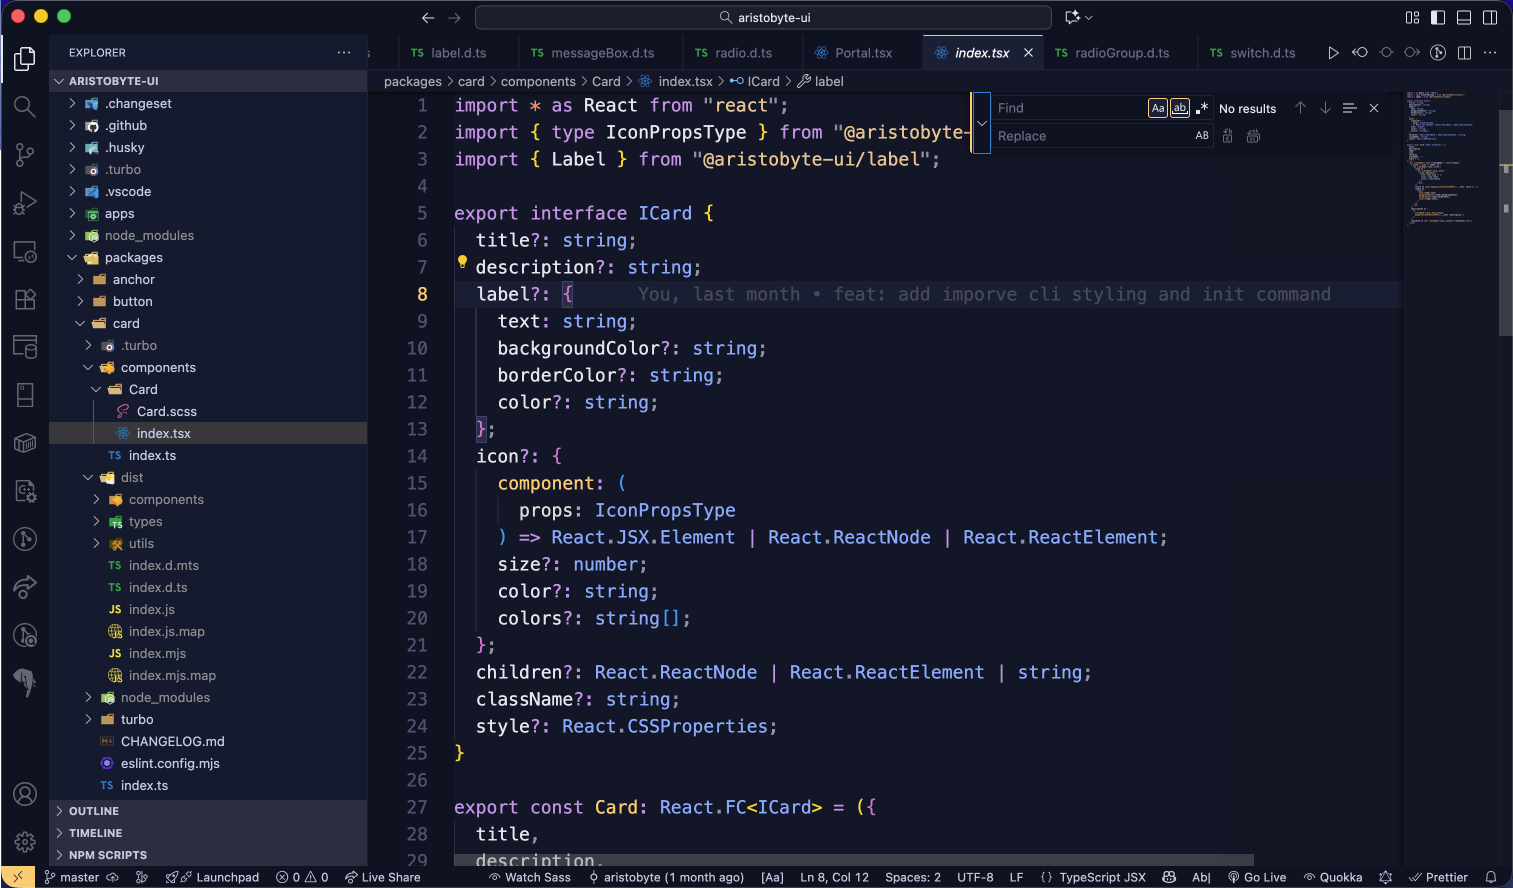 aristobyte-ui
EXPLORER
label.d.ts
messageBox.d.ts
radio.d.ts
Portal.tsx
index.tsx
radioGroup.d.ts
switch.d.ts
packages > card > components > Card > index.tsx > ICard > label
ARISTOBYTE-UI
.changeset
.github
.husky
.turbo
.vscode
apps
node_modules
packages
anchor
button
card
.turbo
components
Card
Card.scss
index.tsx
index.ts
dist
components
types
utils
index.d.mts
index.d.ts
index.js
index.js.map
index.mjs
index.mjs.map
node_modules
turbo
CHANGELOG.md
eslint.config.mjs
index.ts
OUTLINE
TIMELINE
NPM SCRIPTS
1 import * as React from "react";
2 import { type IconPropsType } from "@aristobyte-
3 import { Label } from "@aristobyte-ui/label";
4
5 export interface ICard {
6 title?: string;
7 description?: string;
8 label?: { You, last month • feat: add imporve cli styling and init command
9 text: string;
10 backgroundColor?: string;
11 borderColor?: string;
12 color?: string;
13 };
14 icon?: {
15 component: (
16 props: IconPropsType
17 ) => React.JSX.Element | React.ReactNode | React.ReactElement;
18 size?: number;
19 color?: string;
20 colors?: string[];
21 };
22 children?: React.ReactNode | React.ReactElement | string;
23 className?: string;
24 style?: React.CSSProperties;
25 }
26
27 export const Card: React.FC<ICard> = ({
28 title,
29 description,
Find
Aa
ab
No results
Replace
AB
master
Launchpad
0
0
Live Share
Watch Sass
aristobyte (1 month ago)
[Aa]
Ln 8, Col 12
Spaces: 2
UTF-8
LF
{} TypeScript JSX
Ab|
Go Live
Quokka
Prettier